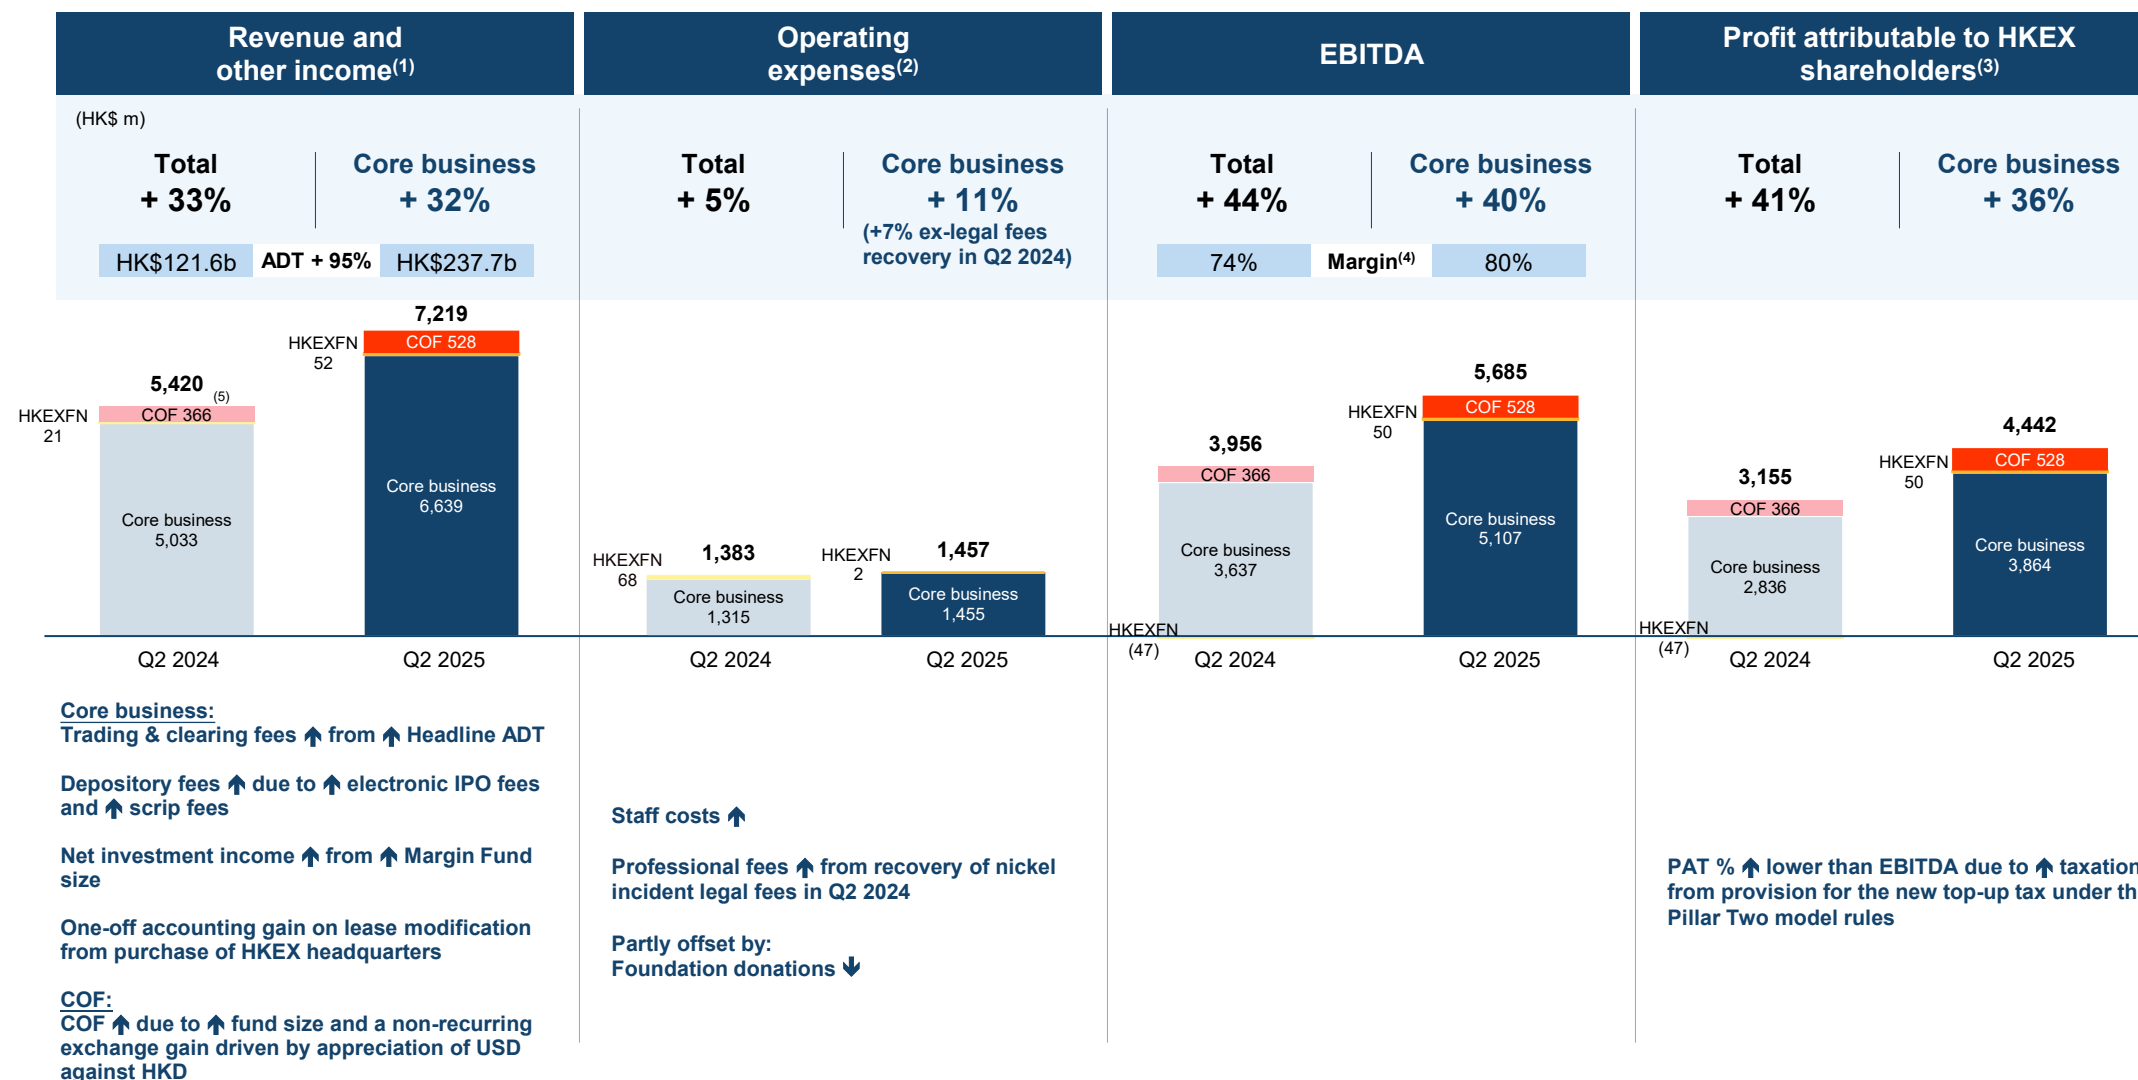 Revenue and
other income(1)
(HK$ m)
Total
+ 33%
Core business
+ 32%
HK$121.6b
ADT + 95%
HK$237.7b
7,219
HKEXFN
52
COF 528
Core business
6,639
5,420
(5)
HKEXFN
21
COF 366
Core business
5,033
Q2 2024
Q2 2025
Core business:
Trading & clearing fees 🡹 from 🡹 Headline ADT
Depository fees 🡹 due to 🡹 electronic IPO fees
and 🡹 scrip fees
Net investment income 🡹 from 🡹 Margin Fund
size
One-off accounting gain on lease modification
from purchase of HKEX headquarters
COF:
COF 🡹 due to 🡹 fund size and a non-recurring
exchange gain driven by appreciation of USD
against HKD
Operating
expenses(2)
Total
+ 5%
Core business
+ 11%
(+7% ex-legal fees
recovery in Q2 2024)
HKEXFN
68
1,383
Core business
1,315
HKEXFN
2
1,457
Core business
1,455
Q2 2024
Q2 2025
Staff costs 🡹
Professional fees 🡹 from recovery of nickel
incident legal fees in Q2 2024
Partly offset by:
Foundation donations 🡻
EBITDA
Total
+ 44%
Core business
+ 40%
74%
Margin(4)
80%
3,956
COF 366
Core business
3,637
HKEXFN
(47)
5,685
HKEXFN
50
COF 528
Core business
5,107
Q2 2024
Q2 2025
Profit attributable to HKEX
shareholders(3)
Total
+ 41%
Core business
+ 36%
3,155
COF 366
Core business
2,836
HKEXFN
(47)
4,442
HKEXFN
50
COF 528
Core business
3,864
Q2 2024
Q2 2025
PAT % 🡹 lower than EBITDA due to 🡹 taxation
from provision for the new top-up tax under th
Pillar Two model rules